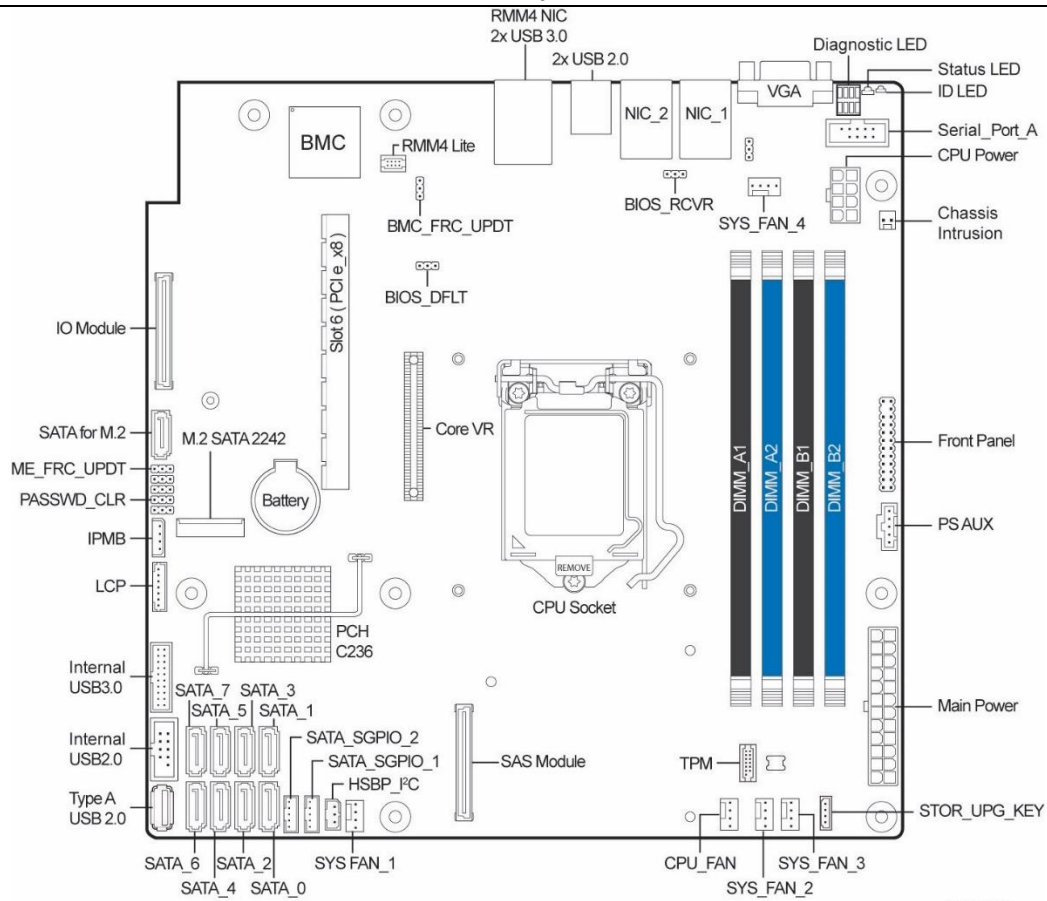 RMM4 NIC
2x USB 3.0
2x USB 2.0
Diagnostic LED
Status LED
ID LED
VGA
NIC_2
NIC_1
BMC
RMM4 Lite
Serial_Port_A
CPU Power
BMC_FRC_UPDT
BIOS_RCVR
SYS_FAN_4
Chassis
Intrusion
BIOS_DFLT
Slot 6 ( PCI e_x8 )
IO Module
Core VR
SATA for M.2
M.2 SATA 2242
ME_FRC_UPDT
PASSWD_CLR
Battery
IPMB
LCP
DIMM_A1
DIMM_A2
DIMM_B1
DIMM_B2
Front Panel
PS AUX
REMOVE
CPU Socket
PCH
C236
Internal
USB3.0
SATA_7
SATA_3
SATA_5
SATA_1
Main Power
Internal
USB2.0
SATA_SGPIO_2
SATA_SGPIO_1
HSBP_I²C
SAS Module
TPM
Type A
USB 2.0
STOR_UPG_KEY
SATA_6
SATA_2
SYS FAN_1
CPU_FAN
SYS_FAN_3
SATA_4
SATA_0
SYS_FAN_2